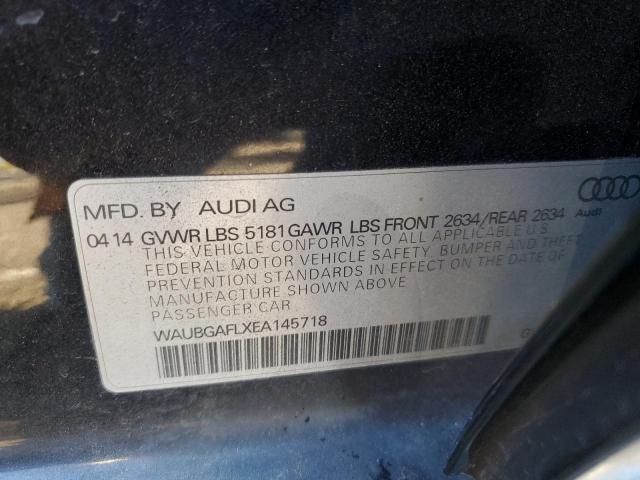 MFD. BY AUDI AG
Audi
04 14 GVWR LBS 5181 GAWR LBS FRONT 2634/REAR 2634
THIS VEHICLE CONFORMS TO ALL APPLICABLE U.S.
FEDERAL MOTOR VEHICLE SAFETY, BUMPER AND THEFT
PREVENTION STANDARDS IN EFFECT ON THE DATE OF
MANUFACTURE SHOWN ABOVE
PASSENGER CAR
WAUBGAFLXEA145718